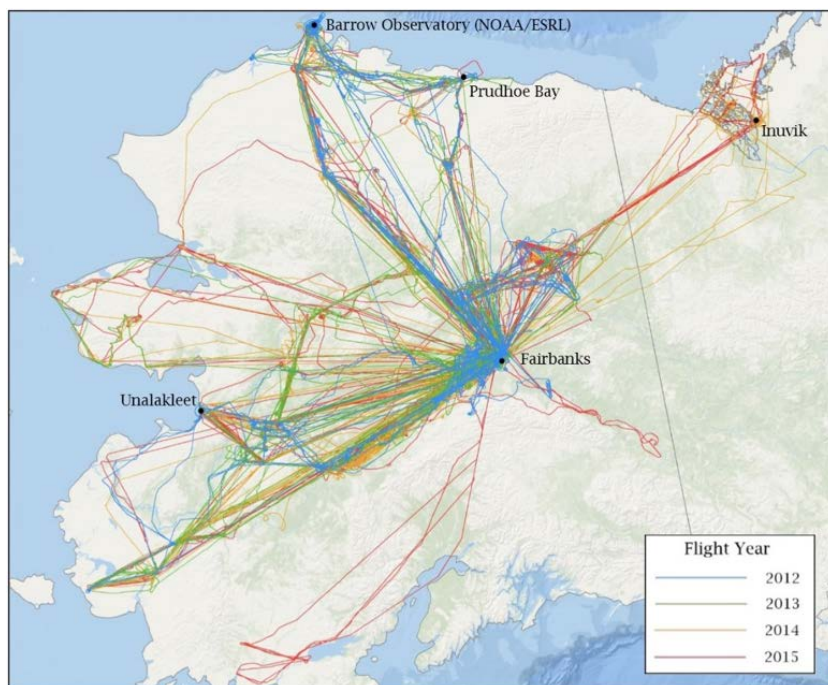 Barrow Observatory (NOAA/ESRL)
Prudhoe Bay
Inuvik
Fairbanks
Unalakleet
Flight Year
2012
2013
2014
2015